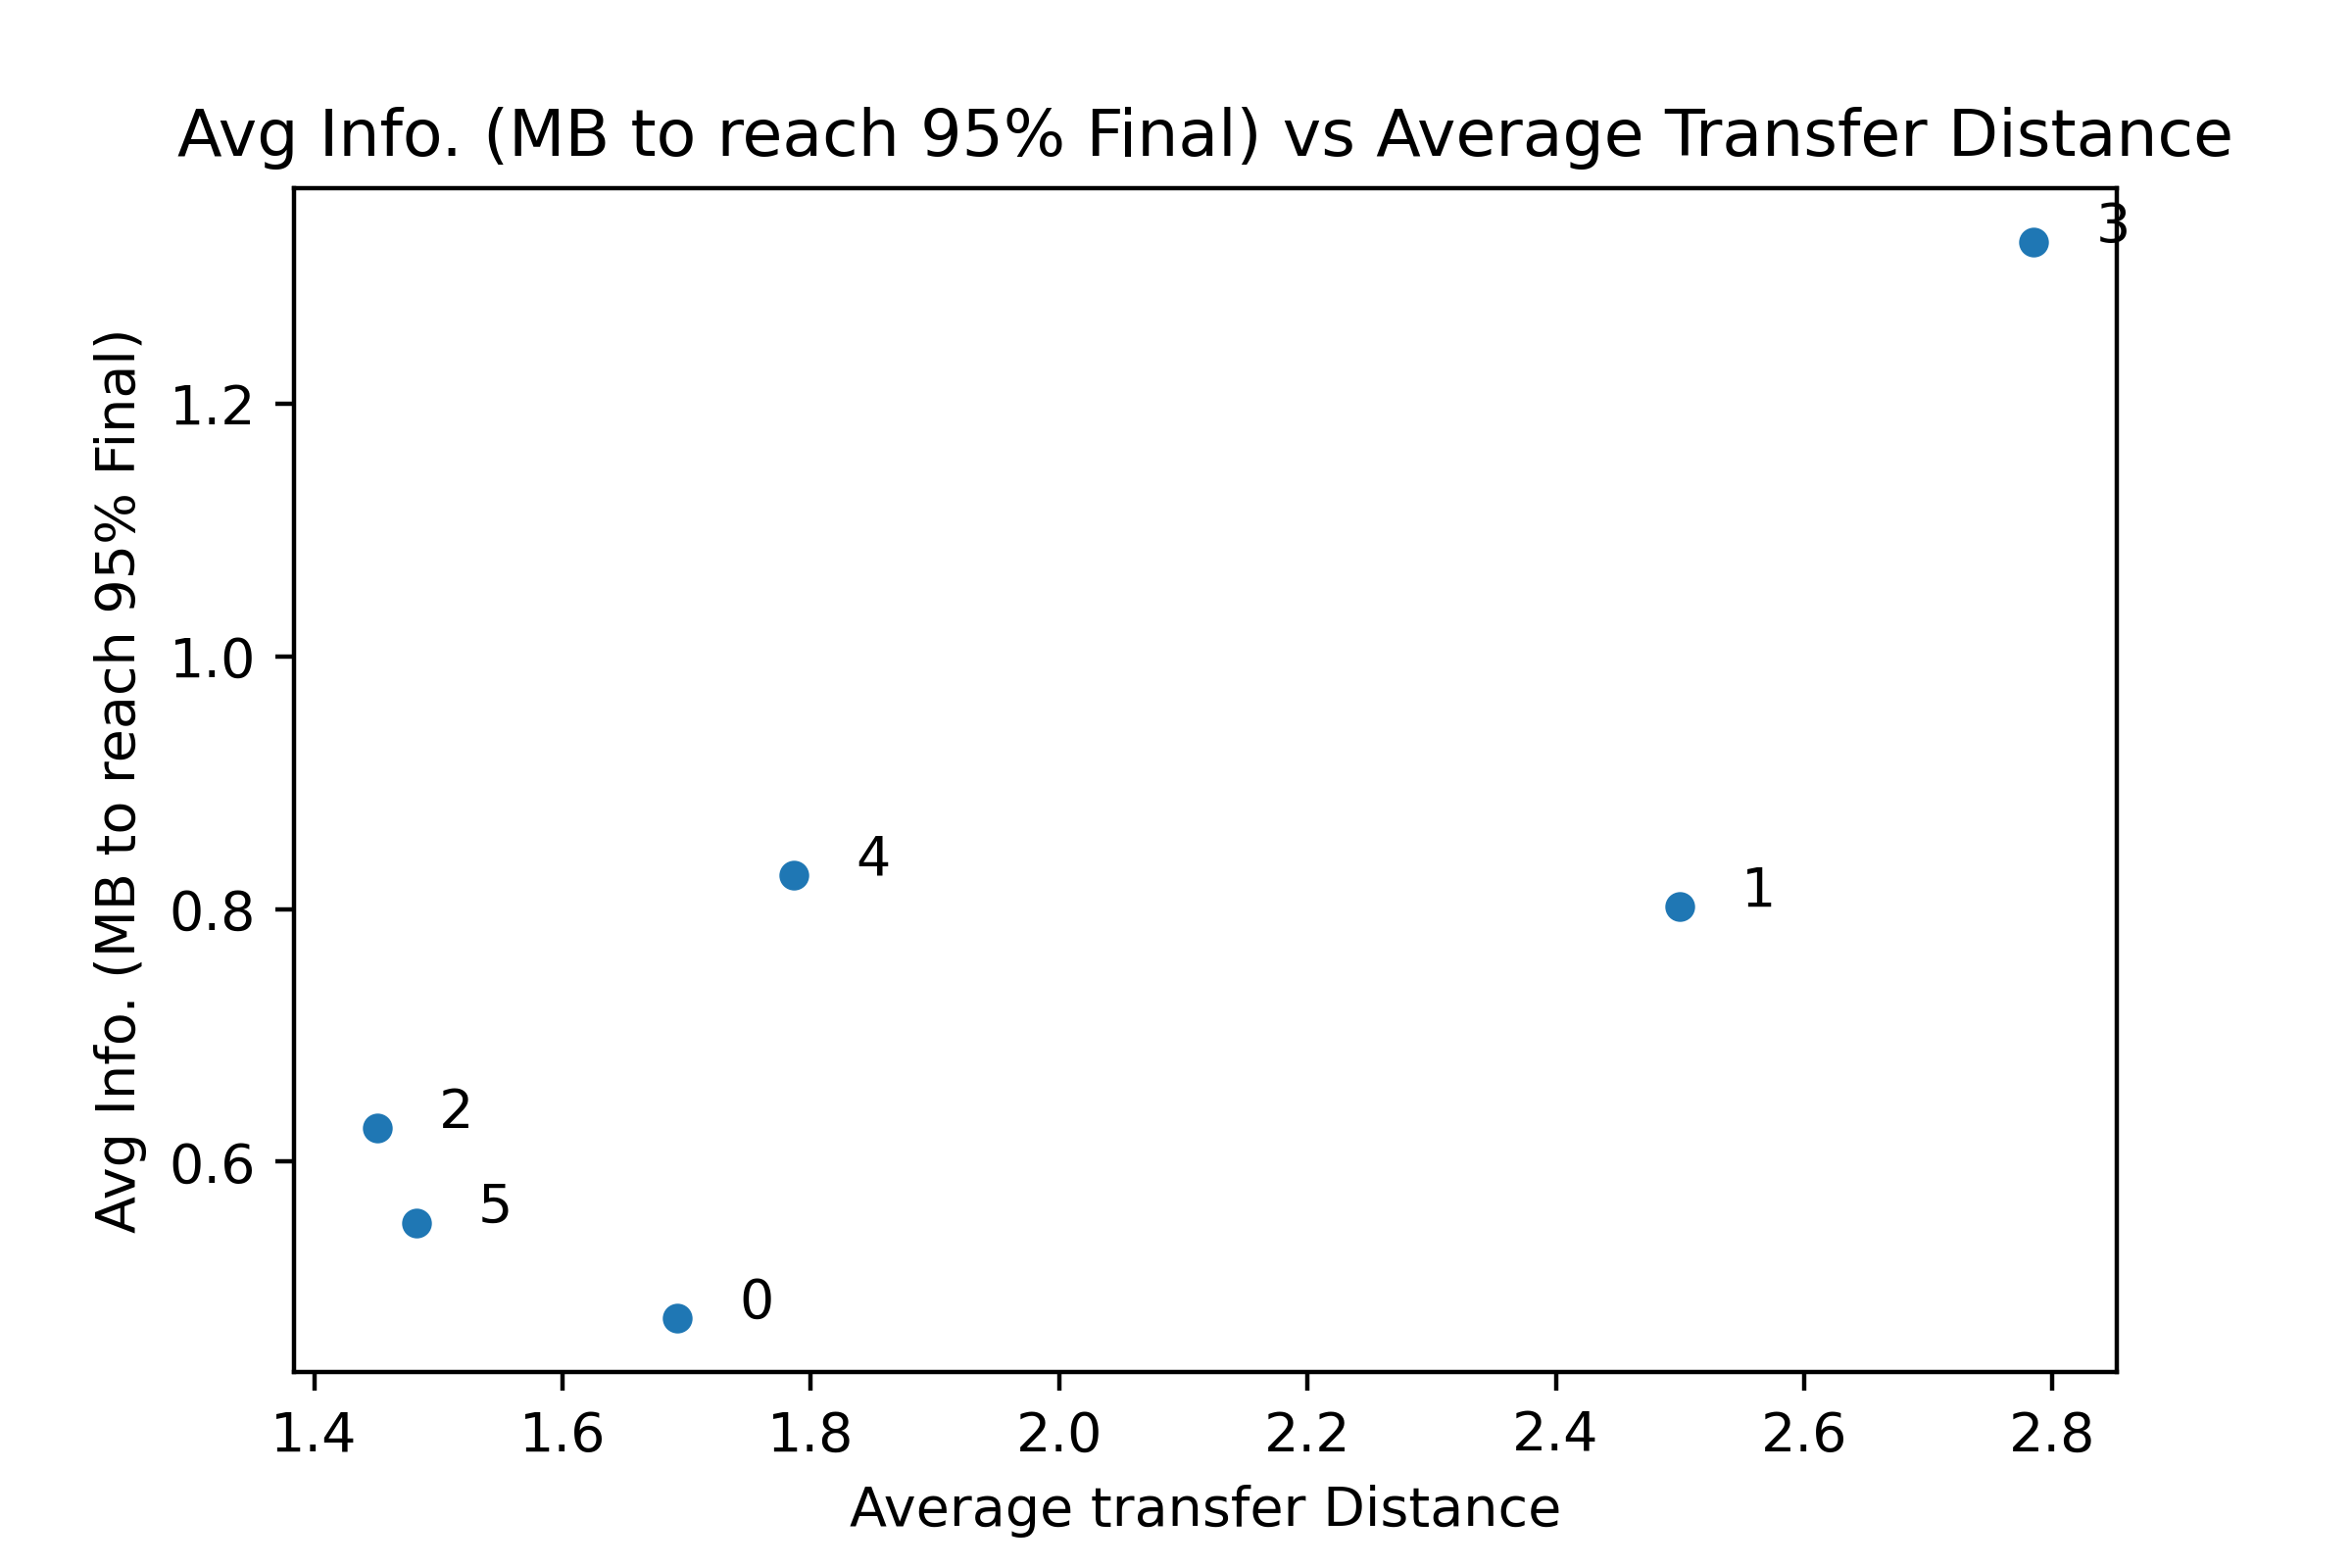 Avg Info. (MB to reach 95% Final) vs Average Transfer Distance
Avg Info. (MB to reach 95% Final)
1.2
1.0
0.8
0.6
3
4
1
2
5
0
1.4 1.6 1.8 2.0 2.2 2.4 2.6 2.8
Average transfer Distance